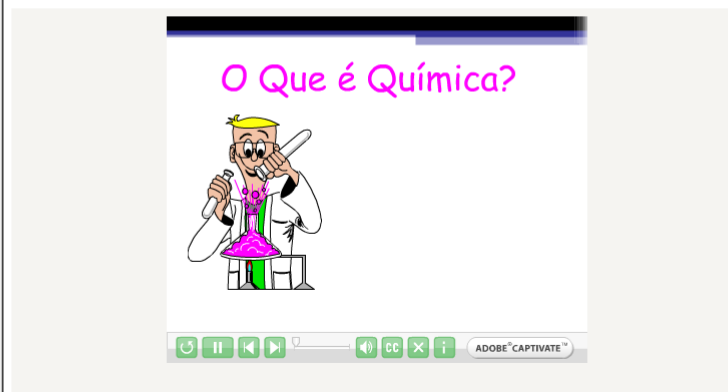 O Que é Química?
CC
i
ADOBE® CAPTIVATE™